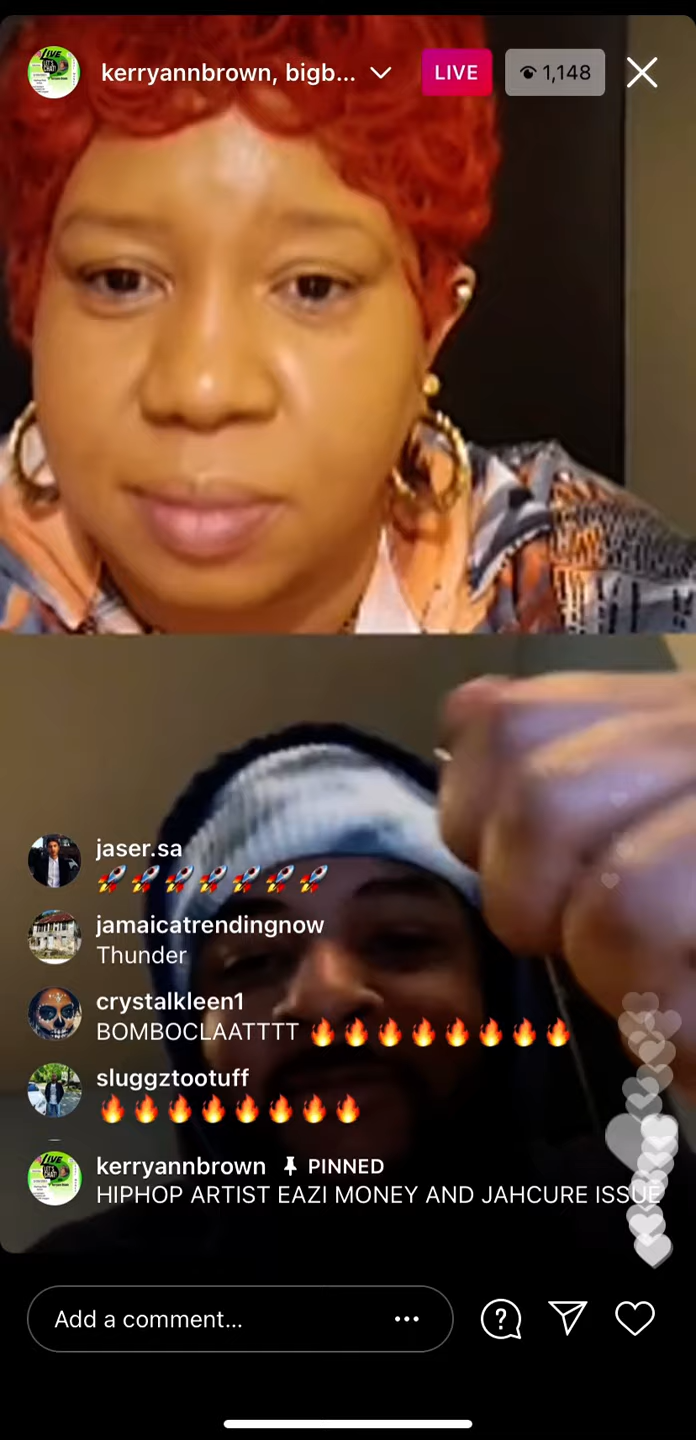 kerryannbrown, bigb...
LIVE
1,148
jaser.sa
🚀🚀🚀🚀🚀🚀🚀
jamaicatrendingnow
Thunder
crystalkleen1
BOMBOCLAATTTT 🔥🔥🔥🔥🔥🔥🔥🔥
sluggztootuff
🔥🔥🔥🔥🔥🔥🔥🔥
kerryannbrown PINNED
HIPHOP ARTIST EAZI MONEY AND JAHCURE ISSUE
Add a comment...